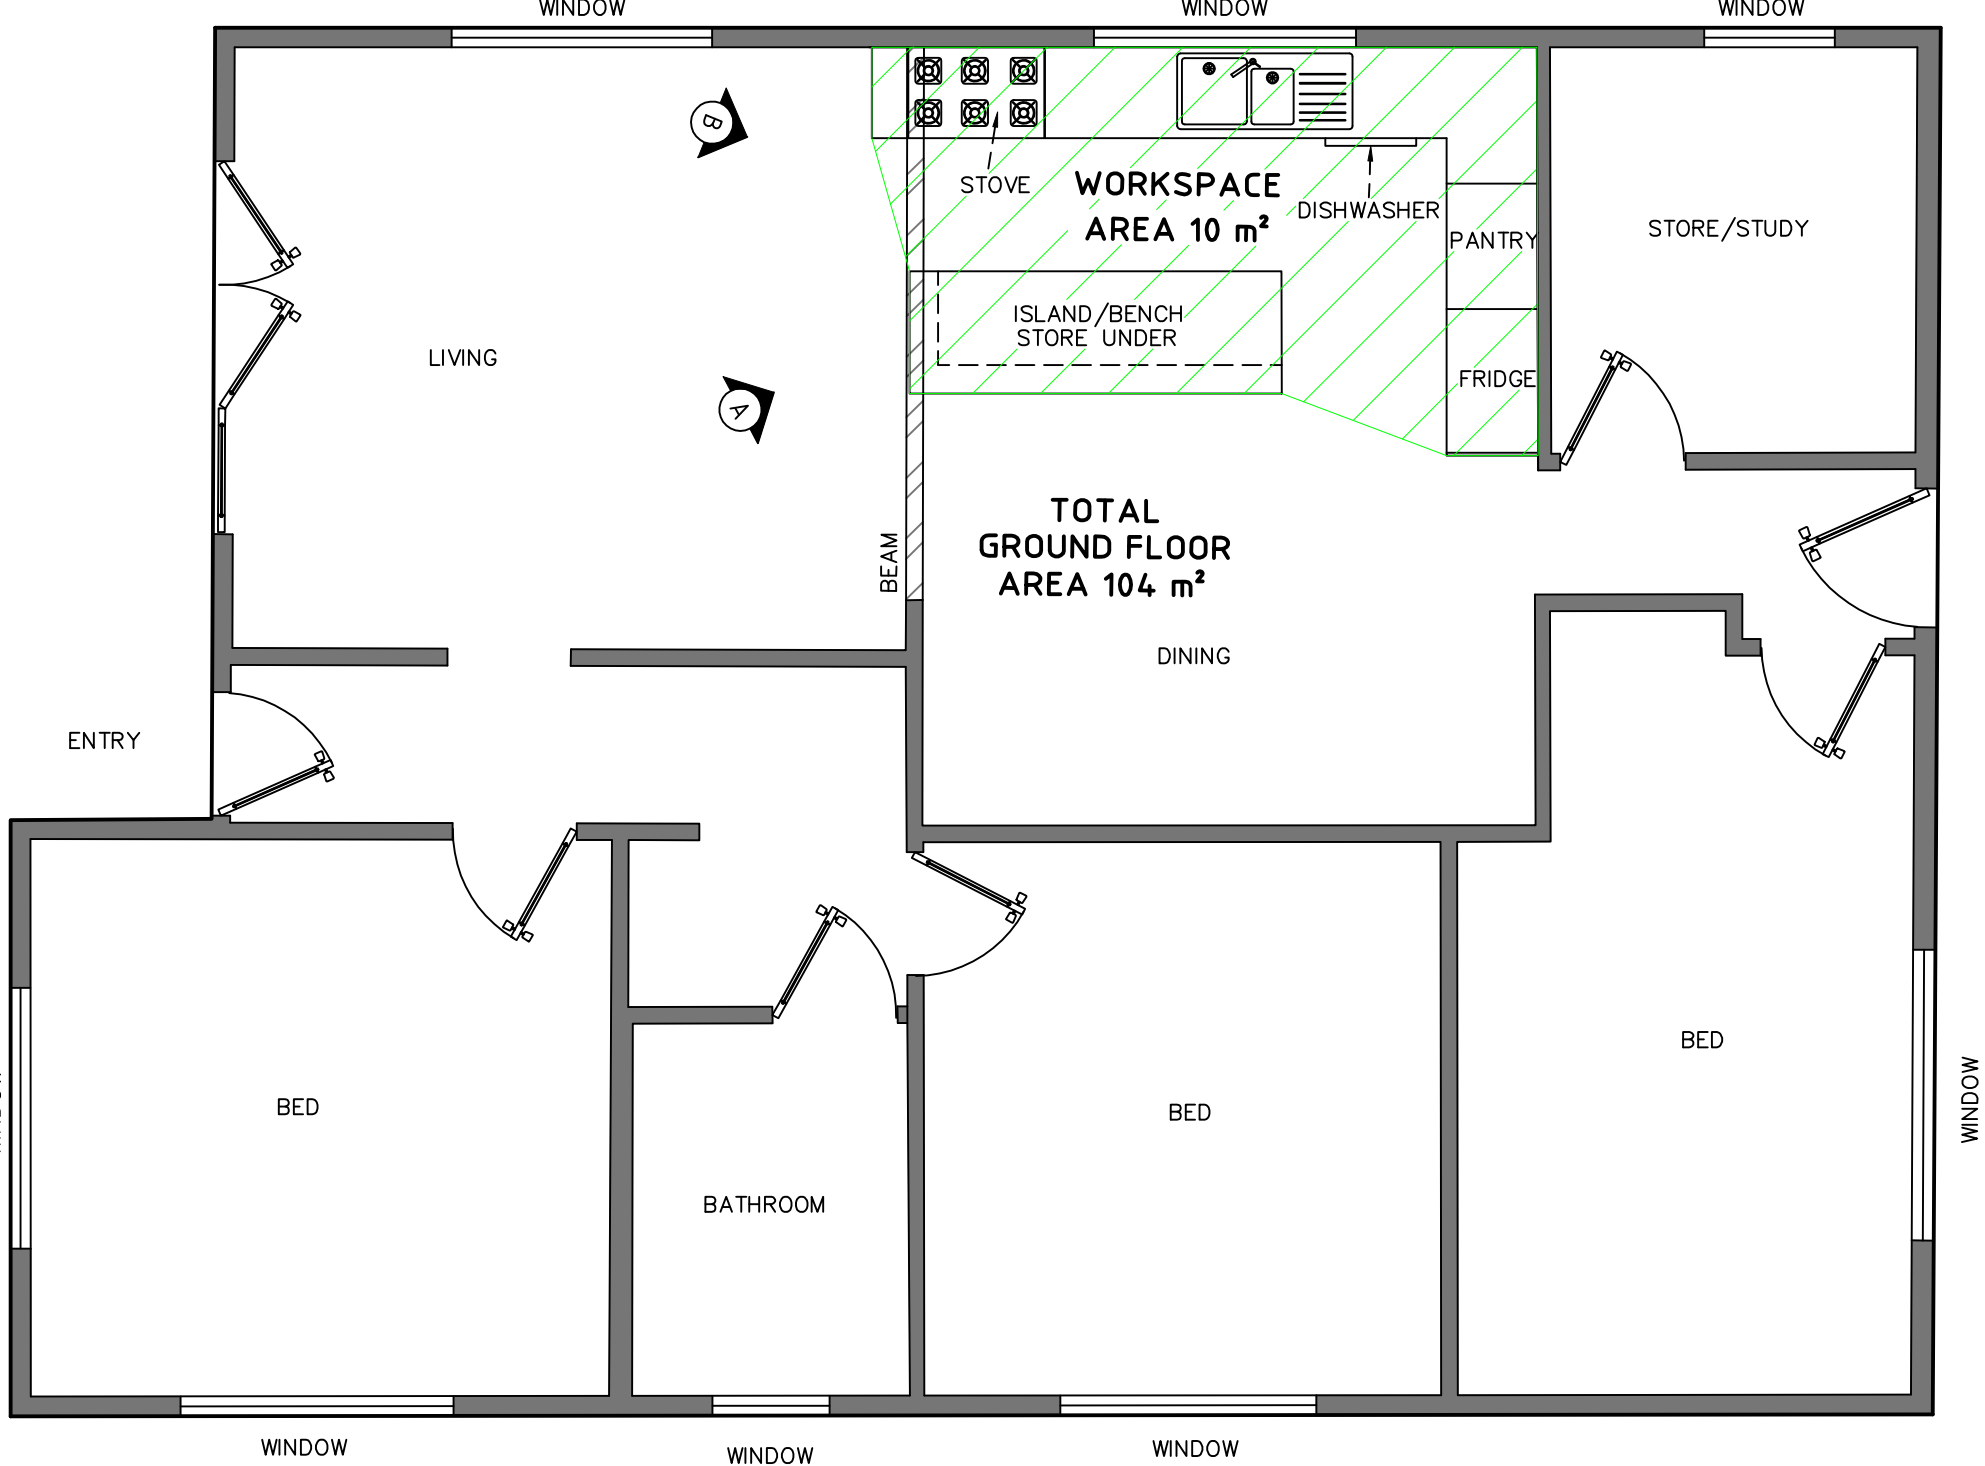 WINDOW
WINDOW
WINDOW
B
STOVE
WORKSPACE
AREA 10 m²
DISHWASHER
PANTRY
STORE/STUDY
ISLAND/BENCH
STORE UNDER
LIVING
FRIDGE
A
BEAM
TOTAL
GROUND FLOOR
AREA 104 m²
DINING
ENTRY
BED
BED
BED
BATHROOM
WINDOW
WINDOW
WINDOW
WINDOW